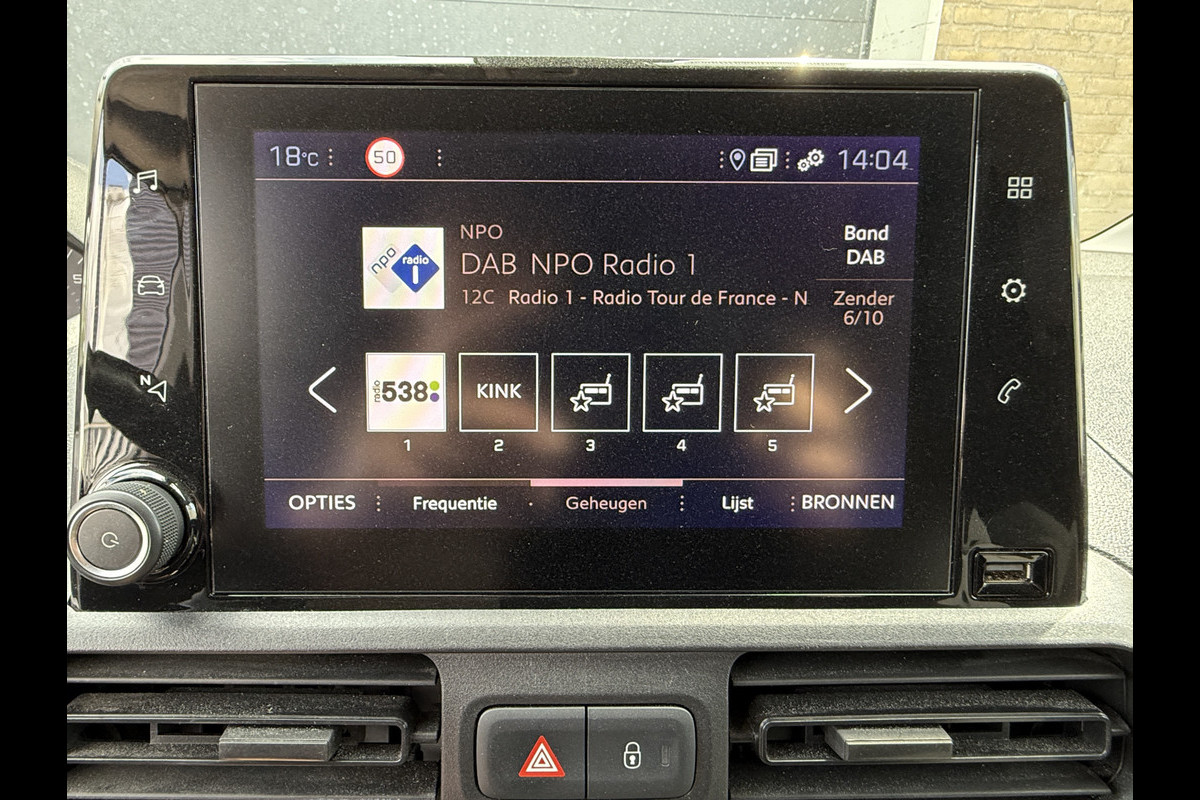 18°C 50 14:04
NPO
DAB NPO Radio 1
12C Radio 1 - Radio Tour de France - N
npo radio 1
Band
DAB
Zender
6/10
radio 538 KINK
1 2 3 4 5
OPTIES Frequentie Geheugen Lijst BRONNEN
N
5